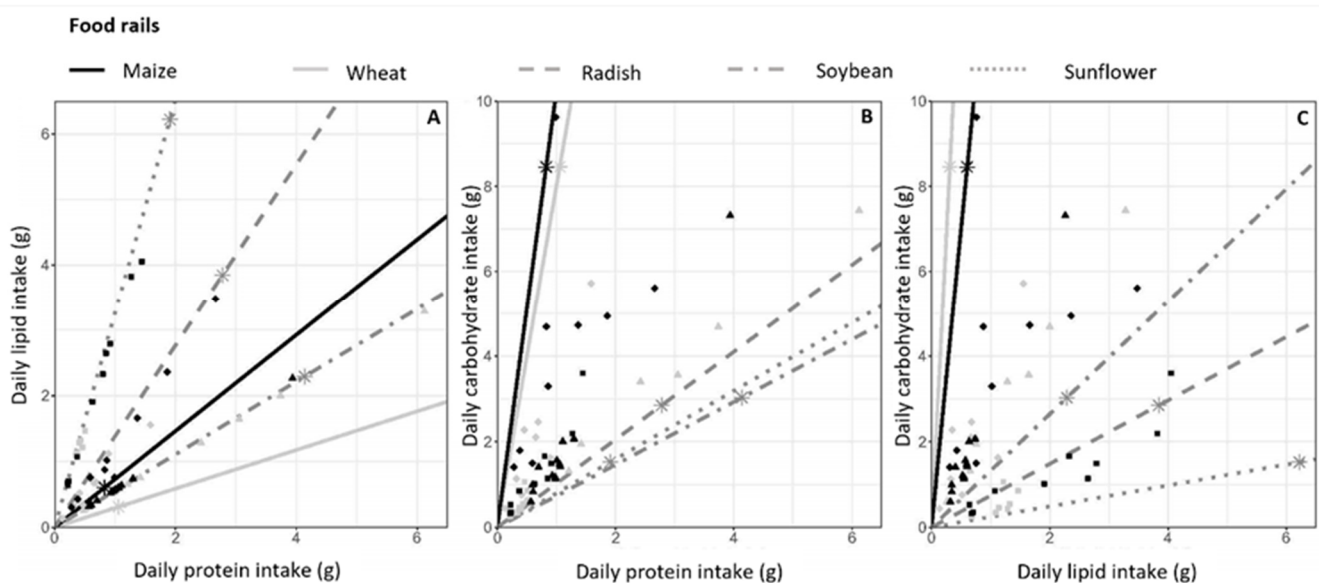 Food rails
Maize Wheat Radish Soybean Sunflower
A
Daily lipid intake (g)
6
4
2
0
0 2 4 6
Daily protein intake (g)
B
Daily carbohydrate intake (g)
10
8
6
4
2
0
0 2 4 6
Daily protein intake (g)
C
Daily carbohydrate intake (g)
10
8
6
4
2
0
0 2 4 6
Daily lipid intake (g)